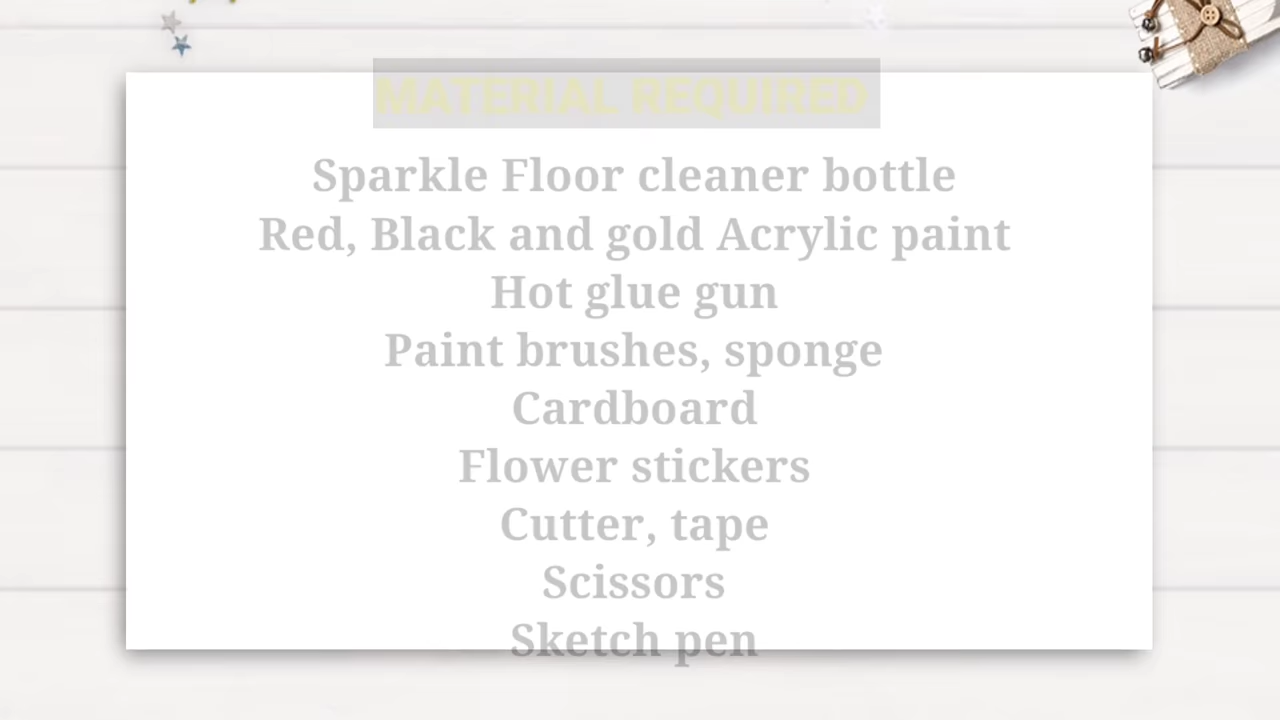 MATERIAL REQUIRED
Sparkle Floor cleaner bottle
Red, Black and gold Acrylic paint
Hot glue gun
Paint brushes, sponge
Cardboard
Flower stickers
Cutter, tape
Scissors
Sketch pen